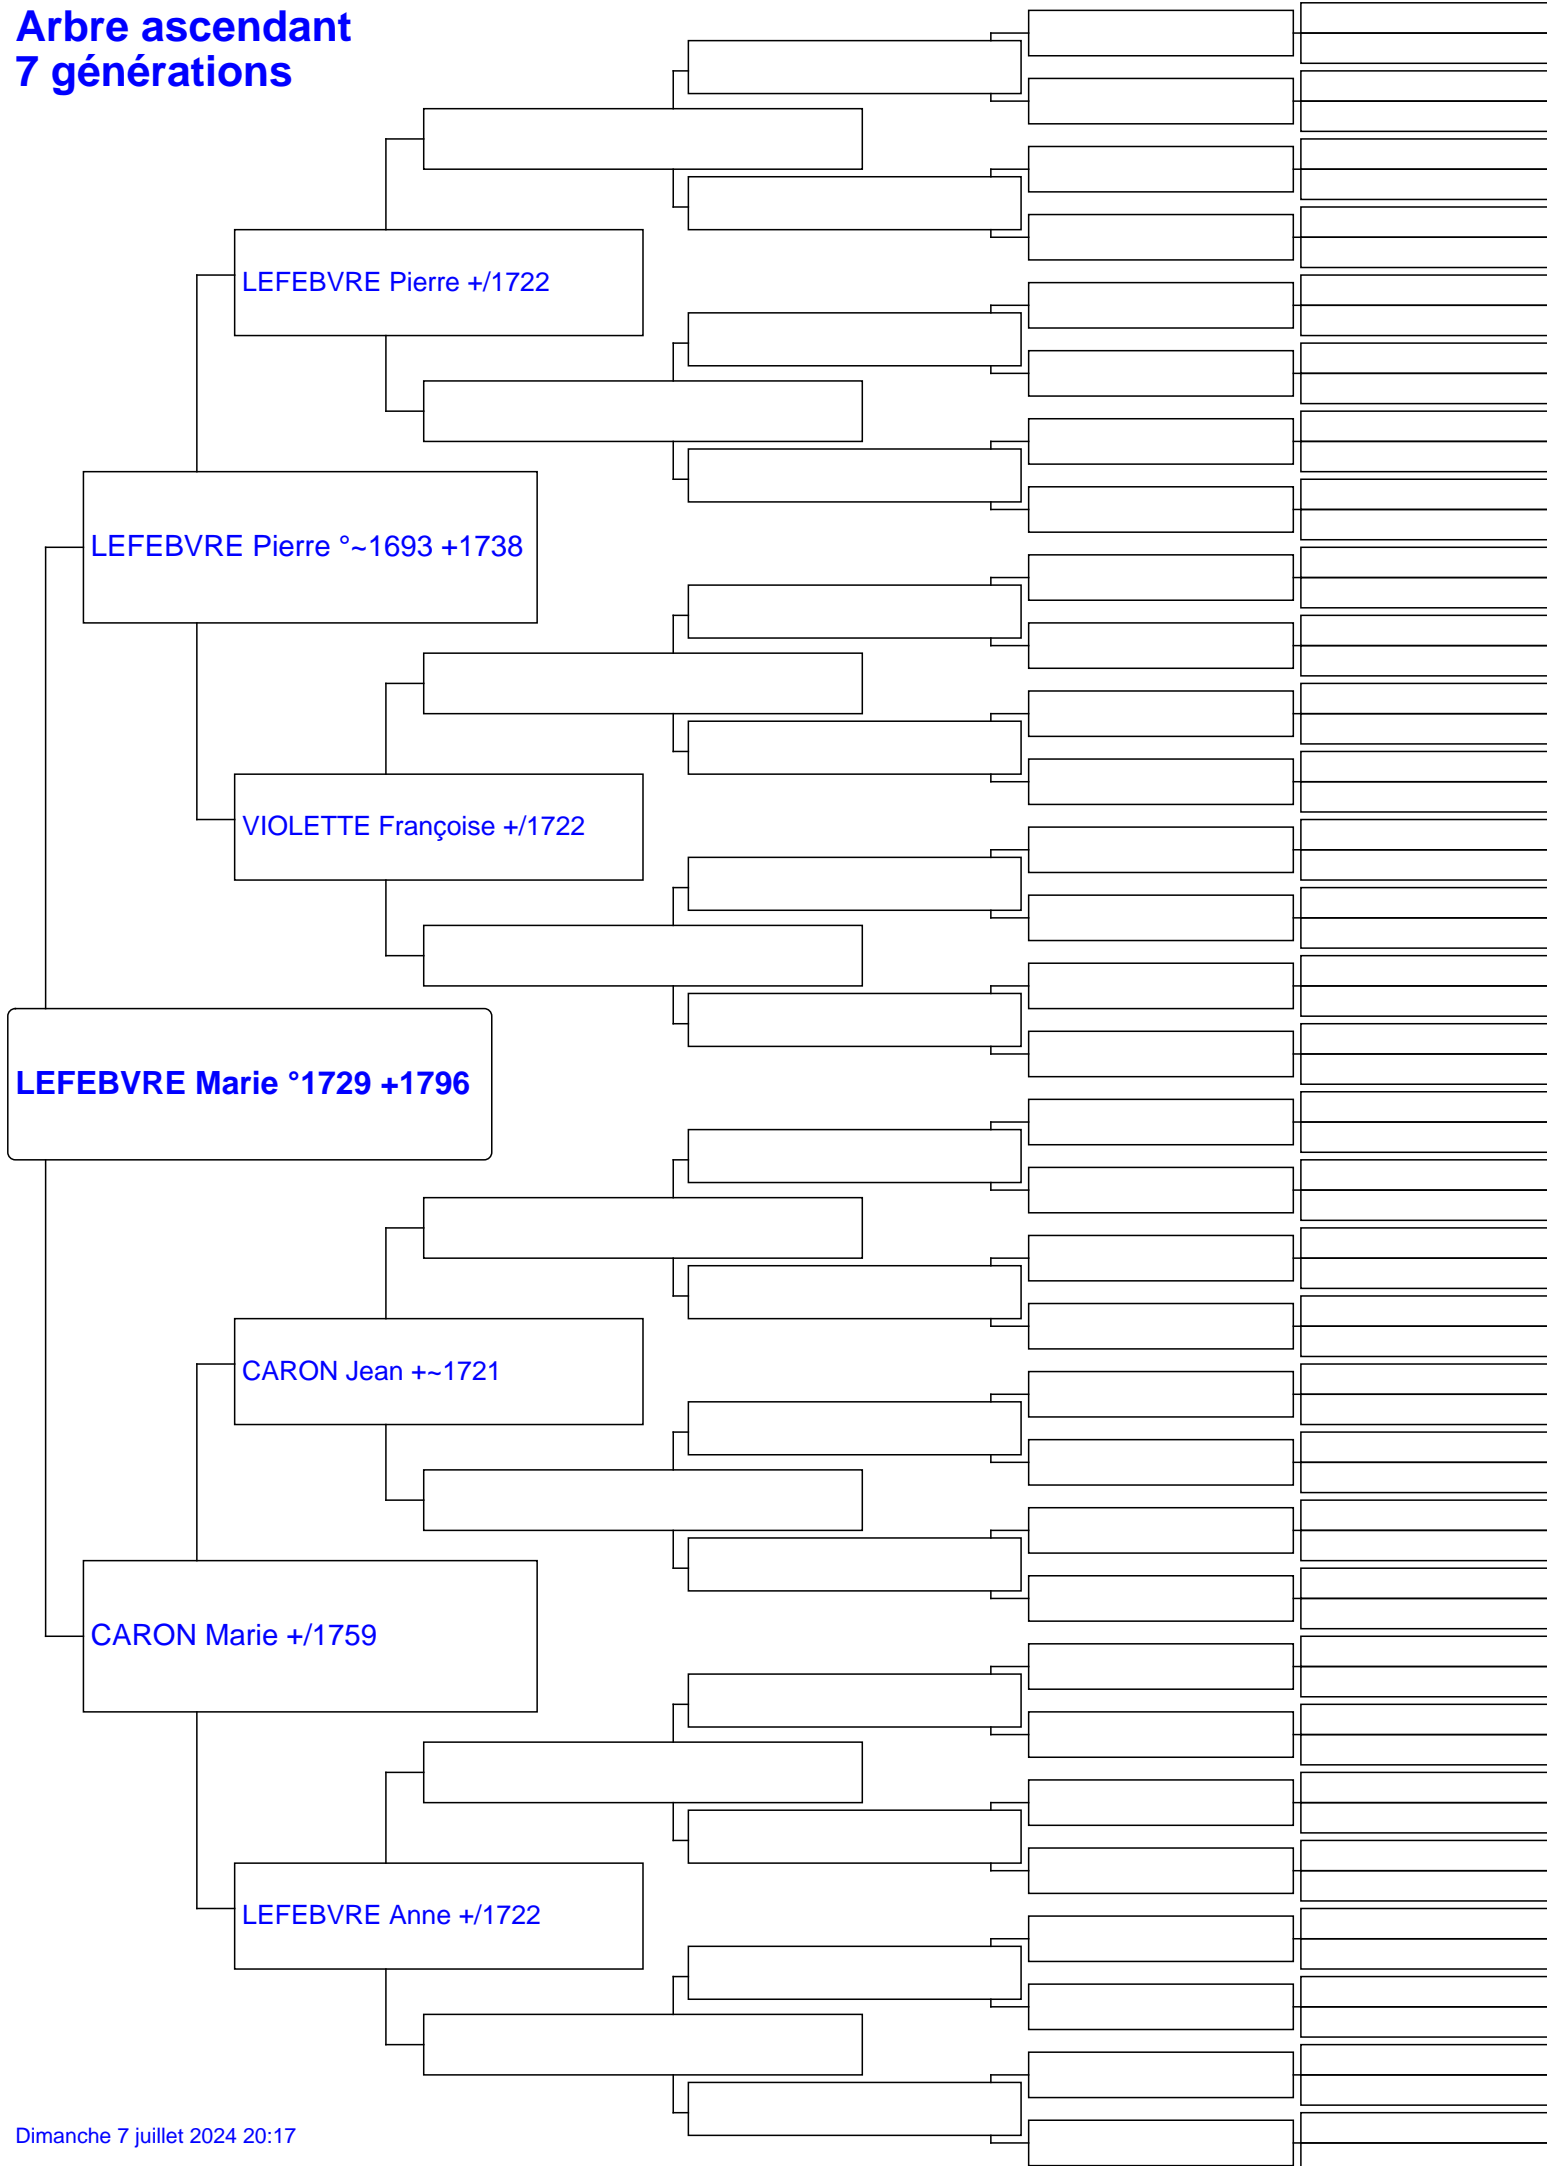 Arbre ascendant
7 générations
LEFEBVRE Pierre +/1722
LEFEBVRE Pierre °~1693 +1738
VIOLETTE Françoise +/1722
LEFEBVRE Marie °1729 +1796
CARON Jean +~1721
CARON Marie +/1759
LEFEBVRE Anne +/1722
Dimanche 7 juillet 2024 20:17